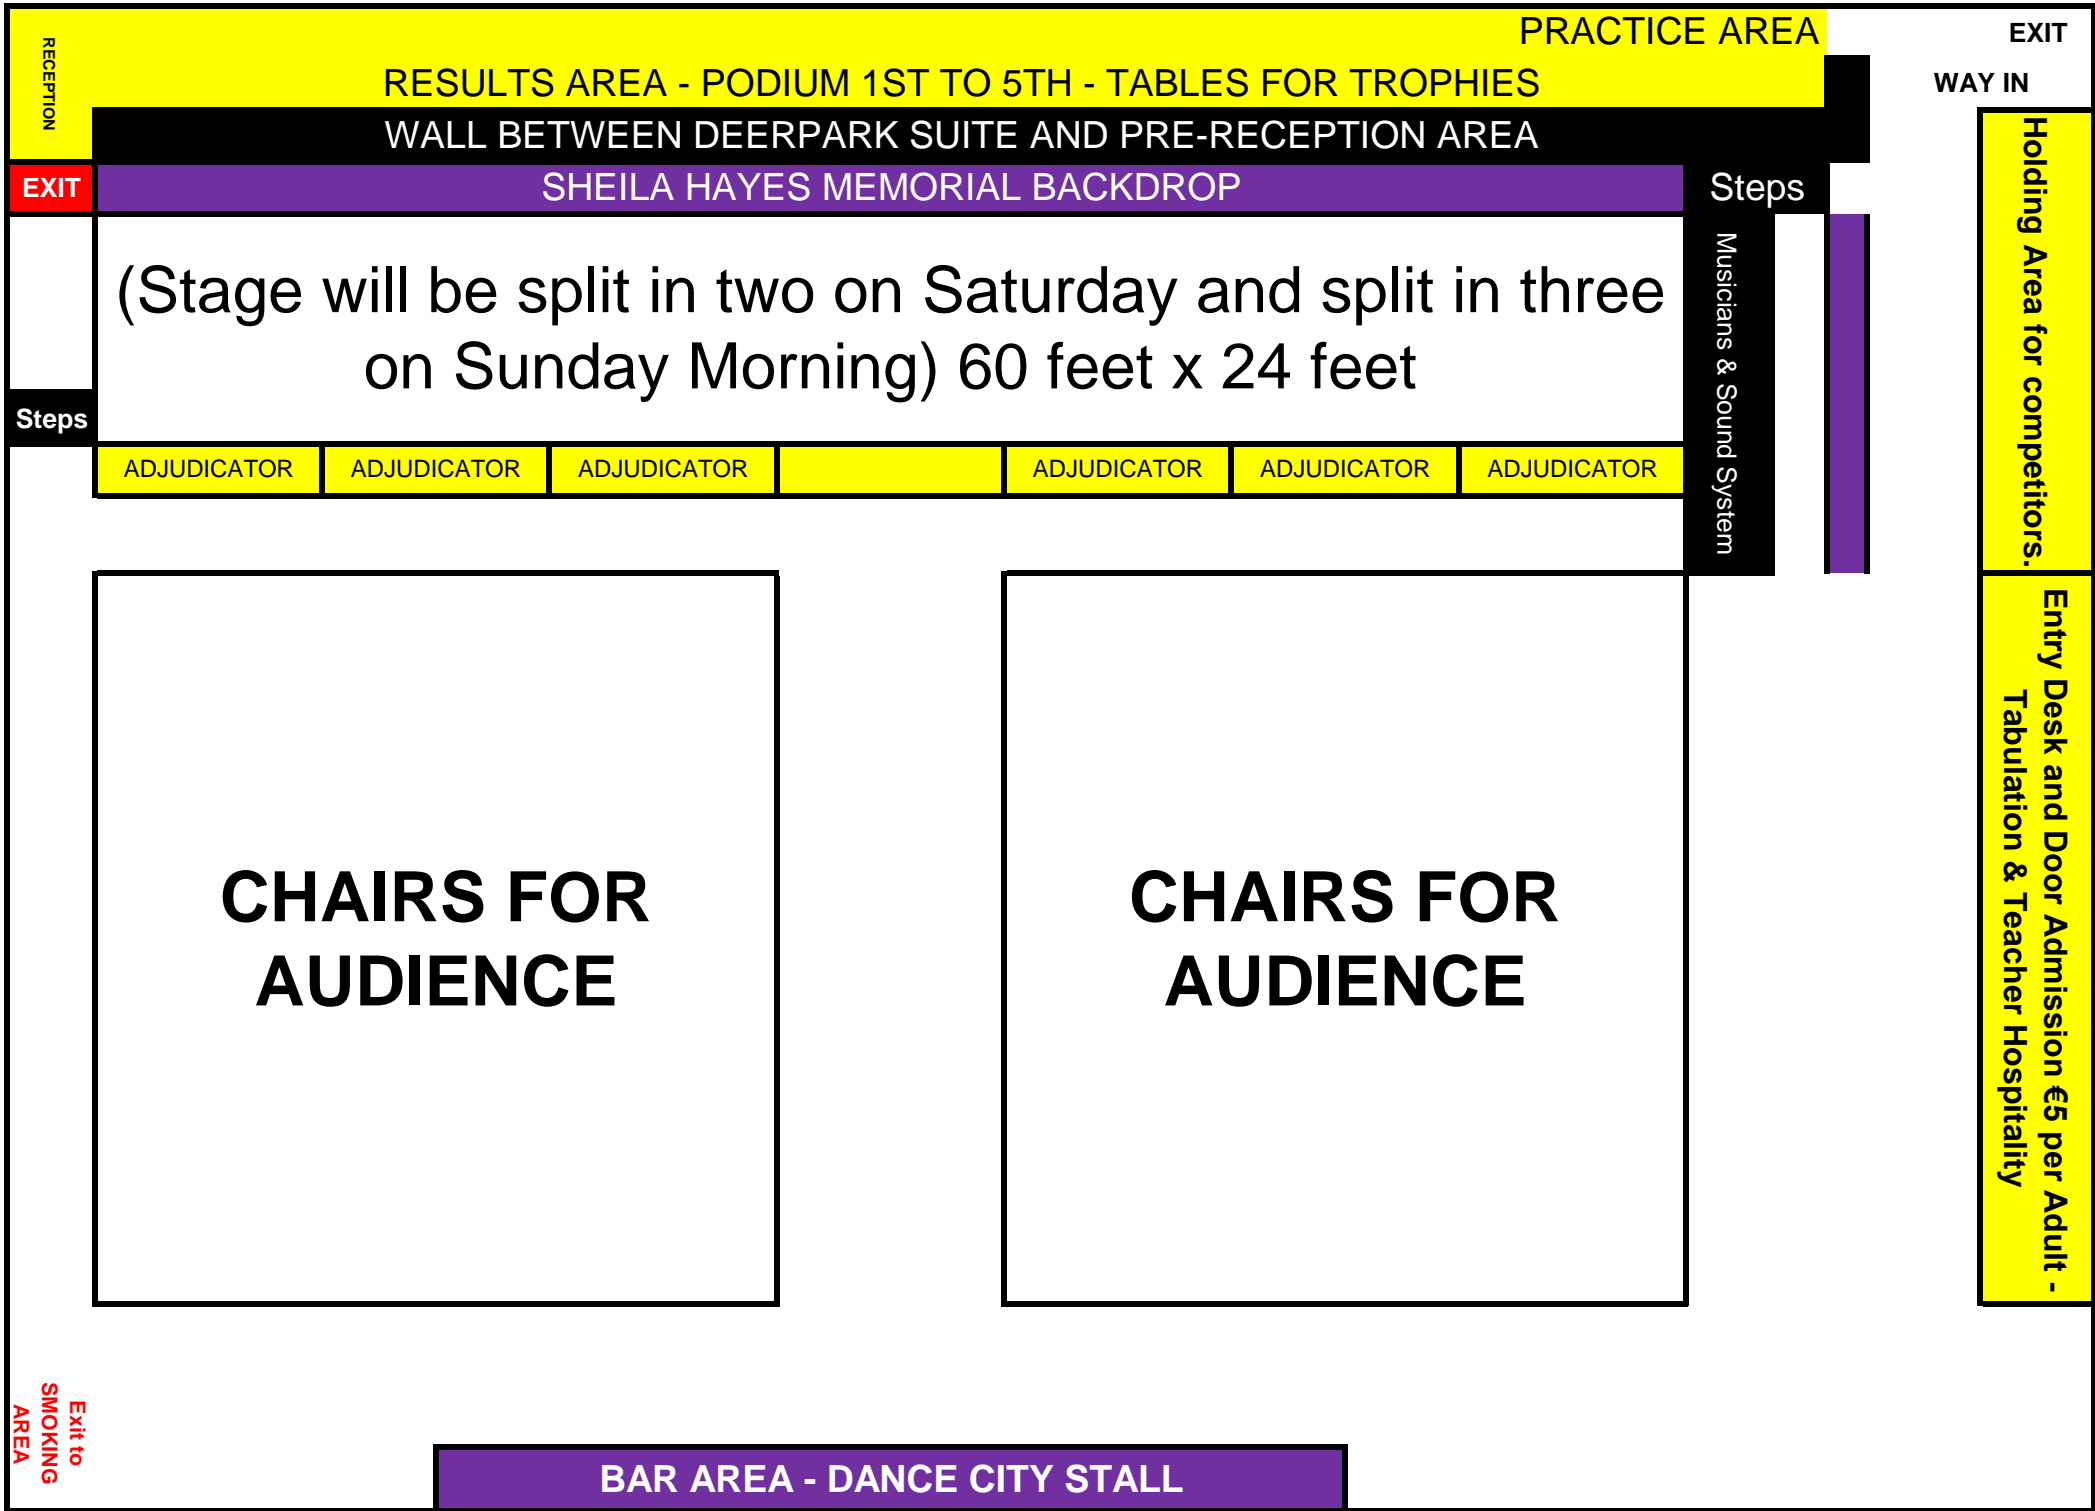 PRACTICE AREA
EXIT
RECEPTION
RESULTS AREA - PODIUM 1ST TO 5TH - TABLES FOR TROPHIES
WAY IN
WALL BETWEEN DEERPARK SUITE AND PRE-RECEPTION AREA
EXIT
SHEILA HAYES MEMORIAL BACKDROP
Steps
(Stage will be split in two on Saturday and split in three
on Sunday Morning) 60 feet x 24 feet
Musicians & Sound System
Holding Area for competitors.
Steps
ADJUDICATOR
ADJUDICATOR
ADJUDICATOR
ADJUDICATOR
ADJUDICATOR
ADJUDICATOR
Entry Desk and Door Admission €5 per Adult -
Tabulation & Teacher Hospitality
CHAIRS FOR
AUDIENCE
CHAIRS FOR
AUDIENCE
Exit to
SMOKING
AREA
BAR AREA - DANCE CITY STALL